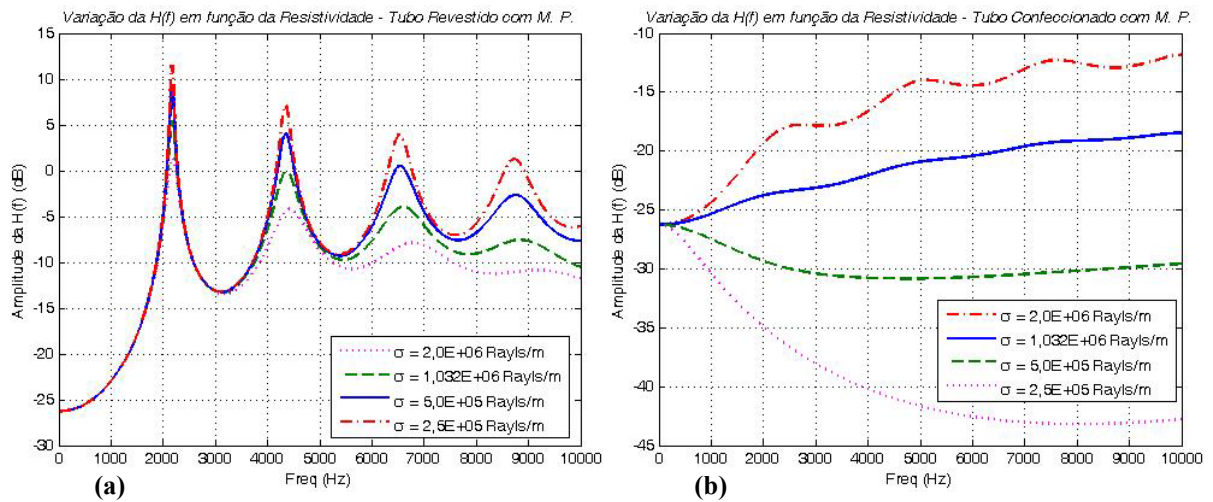 Variação da H(f) em função da Resistividade - Tubo Revestido com M. P.
Amplitude da H(f) (dB)
15
10
5
0
-5
-10
-15
-20
-25
-30
σ = 2,0E+06 Rayls/m
σ = 1,032E+06 Rayls/m
σ = 5,0E+05 Rayls/m
σ = 2,5E+05 Rayls/m
0 1000 2000 3000 4000 5000 6000 7000 8000 9000 10000
Freq (Hz)
(a)
Variação da H(f) em função da Resistividade - Tubo Confeccionado com M. P.
Amplitude da H(f) (dB)
-10
-15
-20
-25
-30
-35
-40
-45
σ = 2,0E+06 Rayls/m
σ = 1,032E+06 Rayls/m
σ = 5,0E+05 Rayls/m
σ = 2,5E+05 Rayls/m
0 1000 2000 3000 4000 5000 6000 7000 8000 9000 10000
Freq (Hz)
(b)